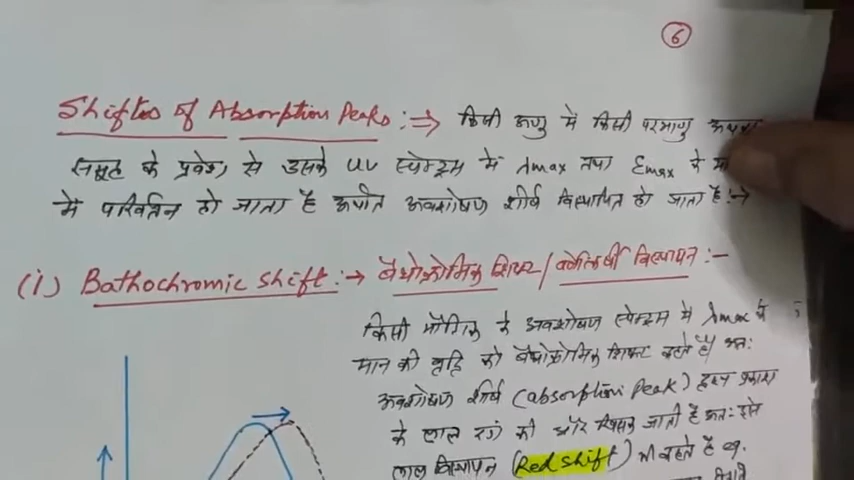 6
Shiftes of Absorption Peaks :⇒ किसी अणु में किसी परमाणु अथवा
समूह के प्रवेश से उसके UV स्पेक्ट्रम में λmax तथा Εmax के
में परिवर्तन हो जाता है अर्थात अवशोषण शीर्ष विस्थापित हो जाता है :→
(i) Bathochromic shift :→ बैथोक्रोमिक शिफ्ट / वर्णोत्कर्षी विस्थापन :-
किसी यौगिक के अवशोषण स्पेक्ट्रम में λmax के
मान की वृद्धि को बैथोक्रोमिक शिफ्ट कहते हैं। अतः
अवशोषण शीर्ष (absorption Peak) दृश्य प्रकाश
के लाल रंग की ओर खिसक जाती है अतः इसे
लाल विस्थापन (Red shift) भी कहते है eg.